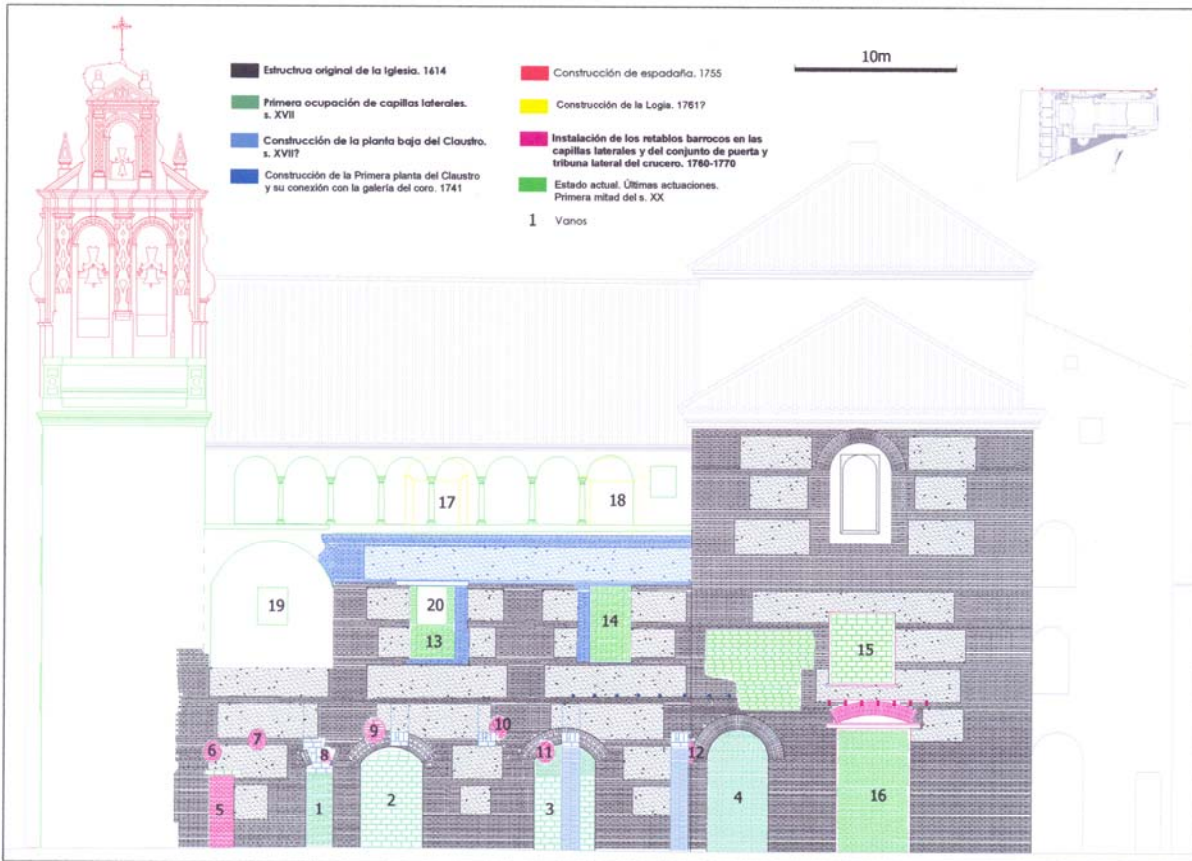 Estructrua original de la Iglesia. 1614
Primera ocupación de capillas laterales.
s. XVII
Construcción de la planta baja del Claustro.
s. XVII?
Construcción de la Primera planta del Claustro
y su conexión con la galería del coro. 1741
Construcción de espadaña. 1755
Construcción de la Logia. 1761?
Instalación de los retablos barrocos en las
capillas laterales y del conjunto de puerta y
tribuna lateral del crucero. 1760-1770
Estado actual. Últimas actuaciones.
Primera mitad del s. XX
1 Vanos
10m
17
18
19
20
13
14
15
6
7
8
9
10
11
12
5
1
2
3
4
16